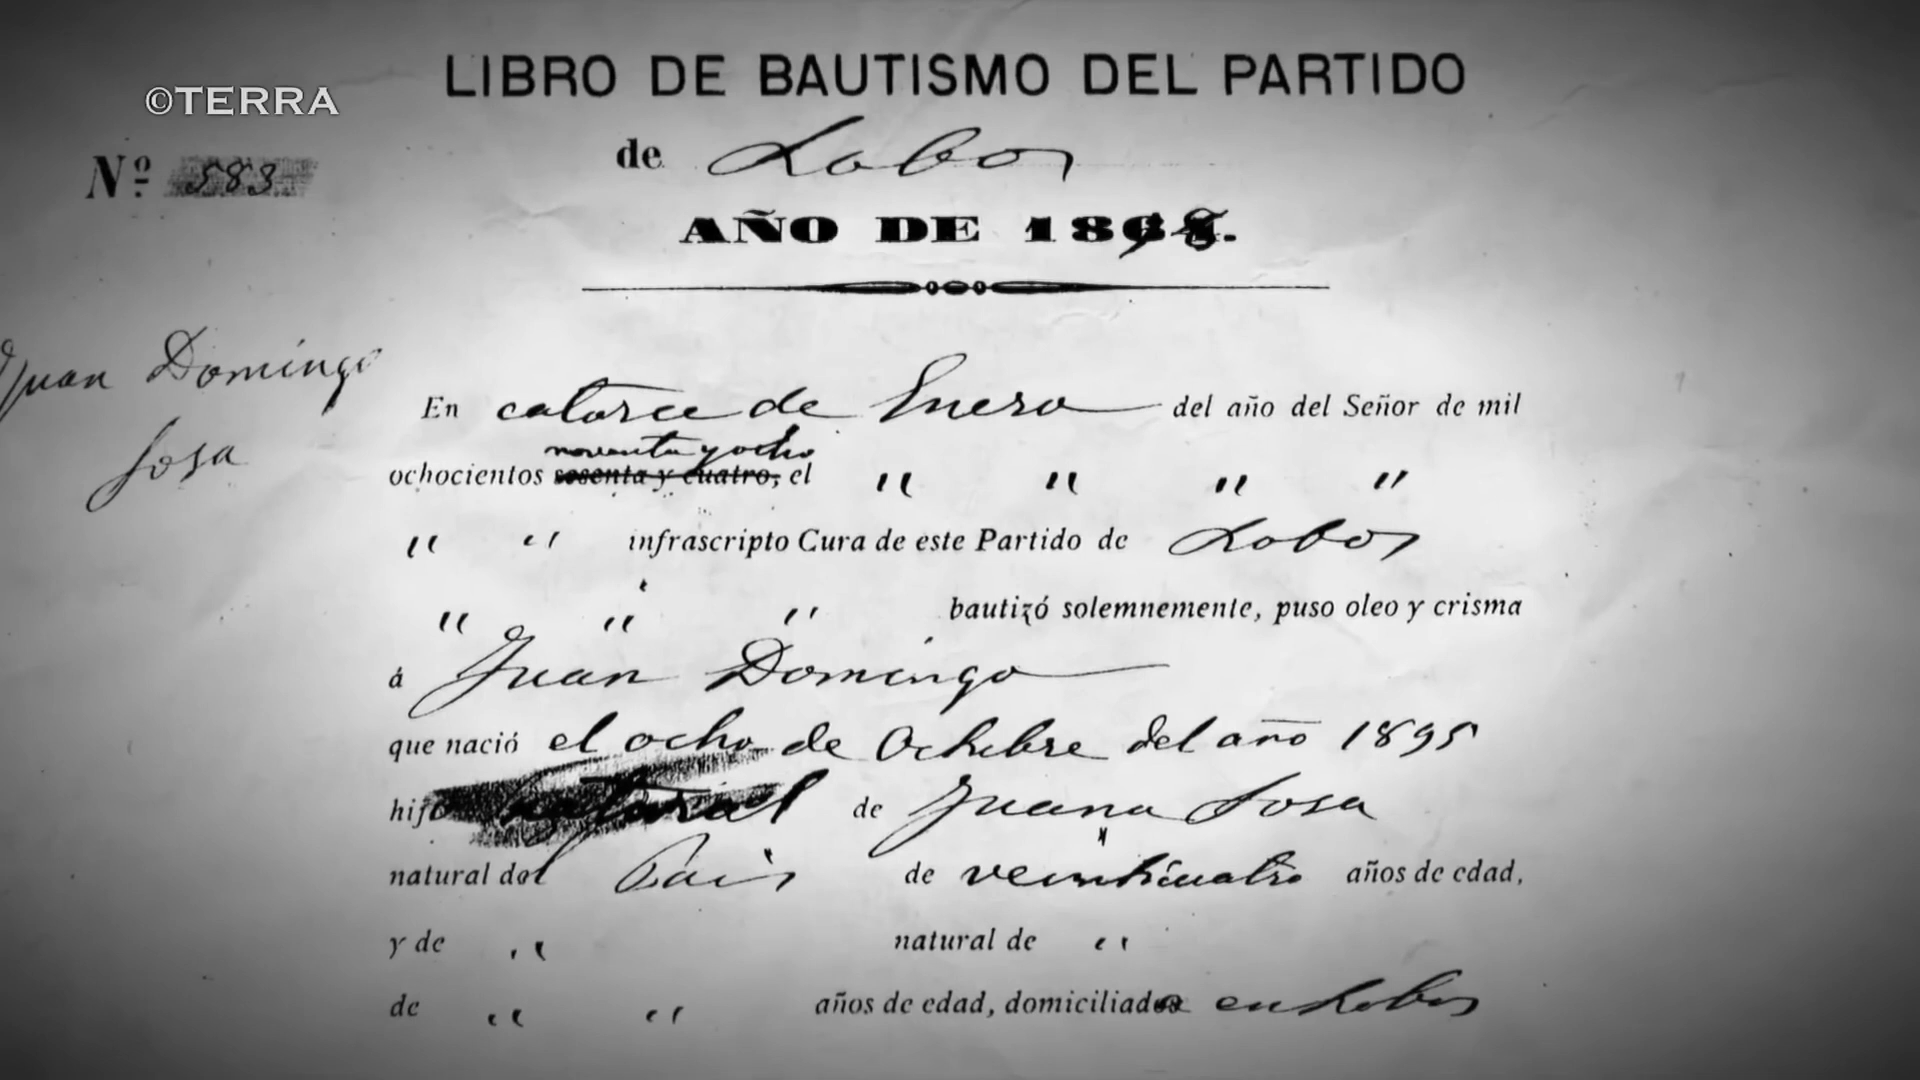 ©TERRA
LIBRO DE BAUTISMO DEL PARTIDO
de Lobos
Nº 583
AÑO DE 1898.
Juan Domingo
Sosa
En catorce de Enero del año del Señor de mil
noventa y ocho
ochocientos sesenta y cuatro, el " " " "
" " infrascripto Cura de este Partido de Lobos
" " " bautizó solemnemente, puso oleo y crisma
á Juan Domingo
que nació el ocho de Octubre del año 1895
hijo natural de Juana Sosa
natural del Pais de veinticuatro años de edad,
y de " natural de "
de " " años de edad, domiciliada en Lobos